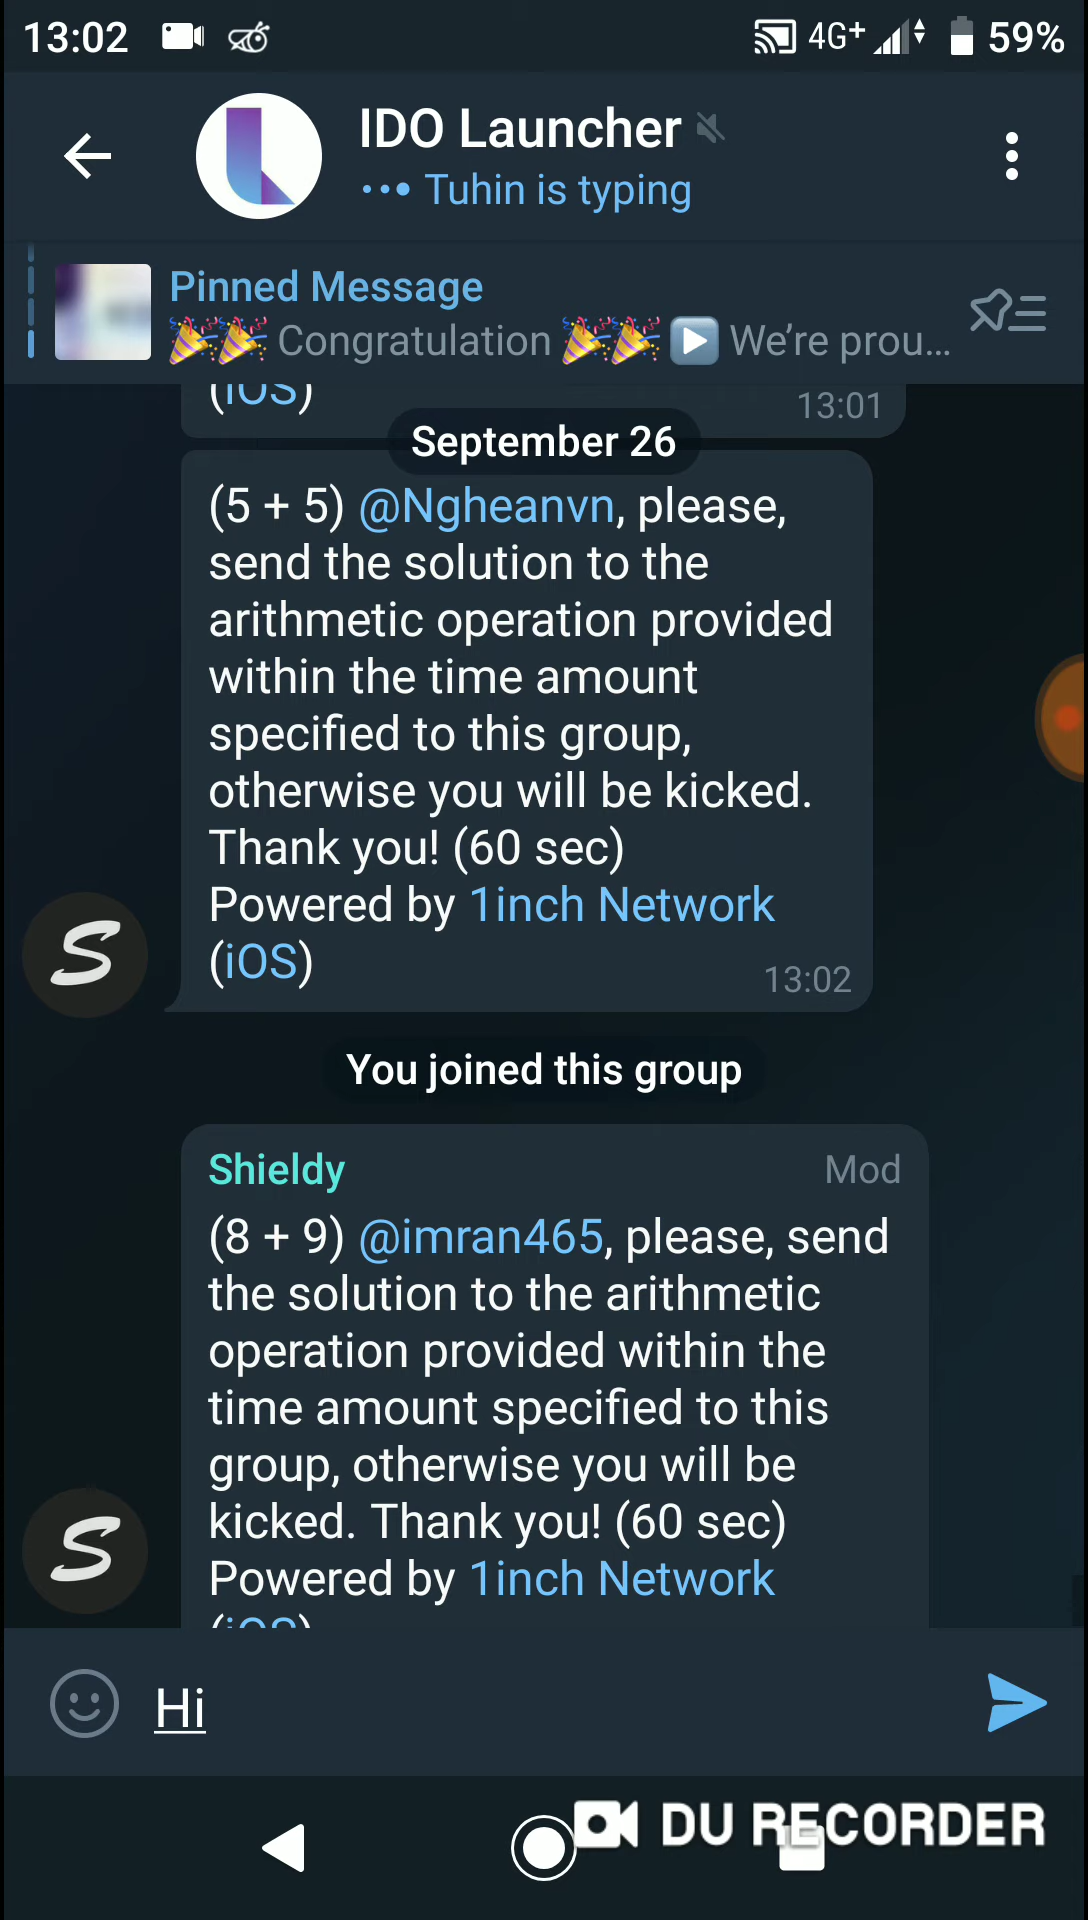 13:02 4G+ 59%
IDO Launcher
Tuhin is typing
Pinned Message
🎉🎉 Congratulation 🎉🎉 ▶️ We’re prou...
(iOS)
13:01
September 26
(5 + 5) @Ngheanvn, please,
send the solution to the
arithmetic operation provided
within the time amount
specified to this group,
otherwise you will be kicked.
Thank you! (60 sec)
Powered by 1inch Network
(iOS)
13:02
S
You joined this group
Shieldy Mod
(8 + 9) @imran465, please, send
the solution to the arithmetic
operation provided within the
time amount specified to this
group, otherwise you will be
kicked. Thank you! (60 sec)
Powered by 1inch Network
(iOS)
S
Hi
DU RECORDER